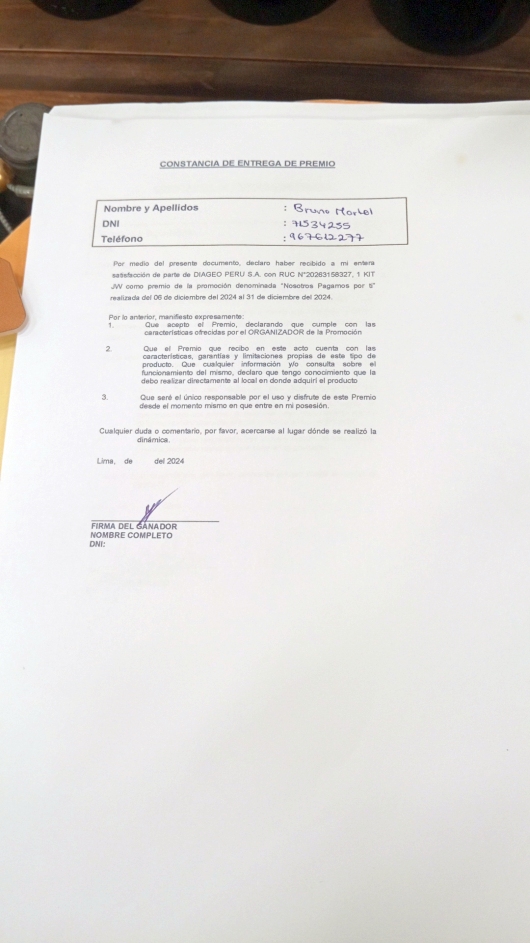 CONSTANCIA DE ENTREGA DE PREMIO
Nombre y Apellidos : Bruno Martel
DNI : 71534255
Teléfono : 967612277
Por medio del presente documento, declaro haber recibido a mi entera
satisfacción de parte de DIAGEO PERU S.A. con RUC N°20263158327, 1 KIT
JW como premio de la promoción denominada "Nosotros Pagamos por ti"
realizada del 06 de diciembre del 2024 al 31 de diciembre del 2024.
Por lo anterior, manifiesto expresamente:
1. Que acepto el Premio, declarando que cumple con las
características ofrecidas por el ORGANIZADOR de la Promoción
2. Que el Premio que recibo en este acto cuenta con las
características, garantías y limitaciones propias de este tipo de
producto. Que cualquier información y/o consulta sobre el
funcionamiento del mismo, declaro que tengo conocimiento que la
debo realizar directamente al local en donde adquirí el producto
3. Que seré el único responsable por el uso y disfrute de este Premio
desde el momento mismo en que entre en mi posesión.
Cualquier duda o comentario, por favor, acercarse al lugar dónde se realizó la
dinámica.
Lima, de del 2024
FIRMA DEL GANADOR
NOMBRE COMPLETO
DNI: